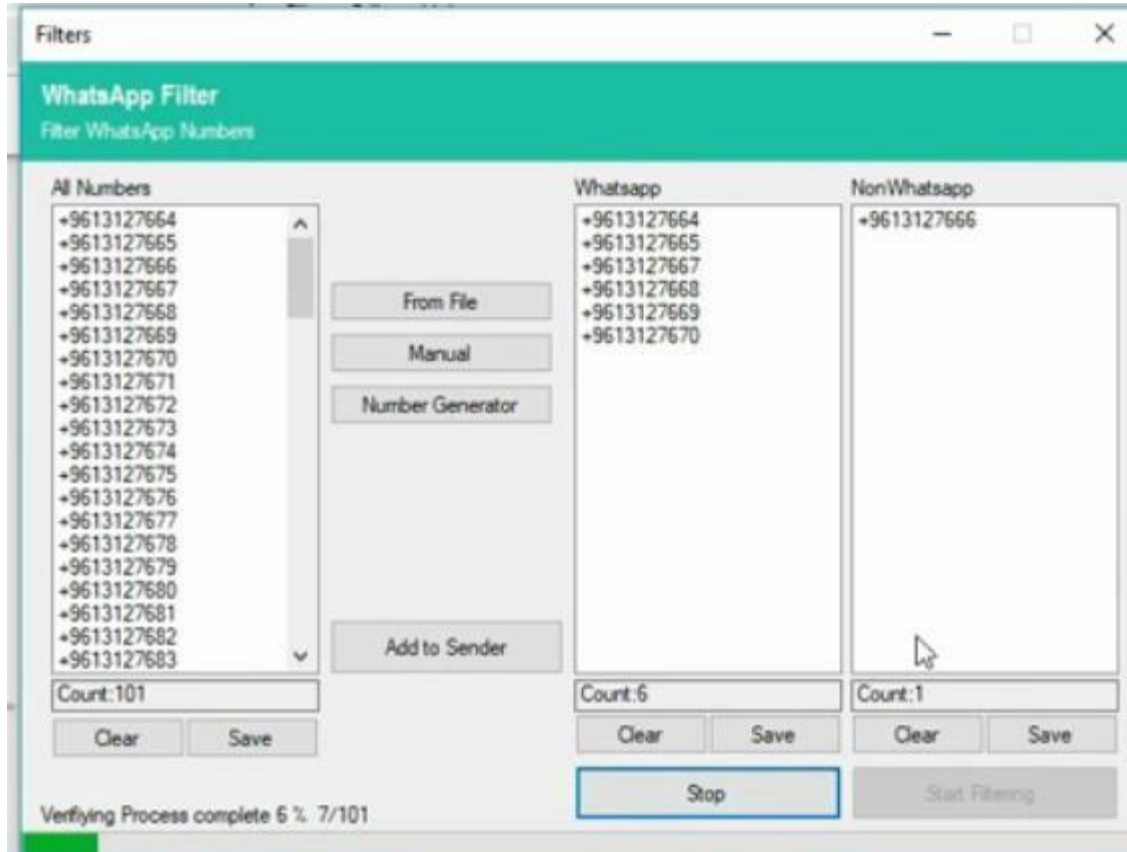 Filters
WhatsApp Filter
Filter WhatsApp Numbers
All Numbers
+9613127664
+9613127665
+9613127666
+9613127667
+9613127668
+9613127669
+9613127670
+9613127671
+9613127672
+9613127673
+9613127674
+9613127675
+9613127676
+9613127677
+9613127678
+9613127679
+9613127680
+9613127681
+9613127682
+9613127683
Count:101
Clear
Save
From File
Manual
Number Generator
Add to Sender
Whatsapp
+9613127664
+9613127665
+9613127667
+9613127668
+9613127669
+9613127670
Count:6
Clear
Save
Stop
NonWhatsapp
+9613127666
Count:1
Clear
Save
Start Filtering
Verifiying Process complete 6 % 7/101